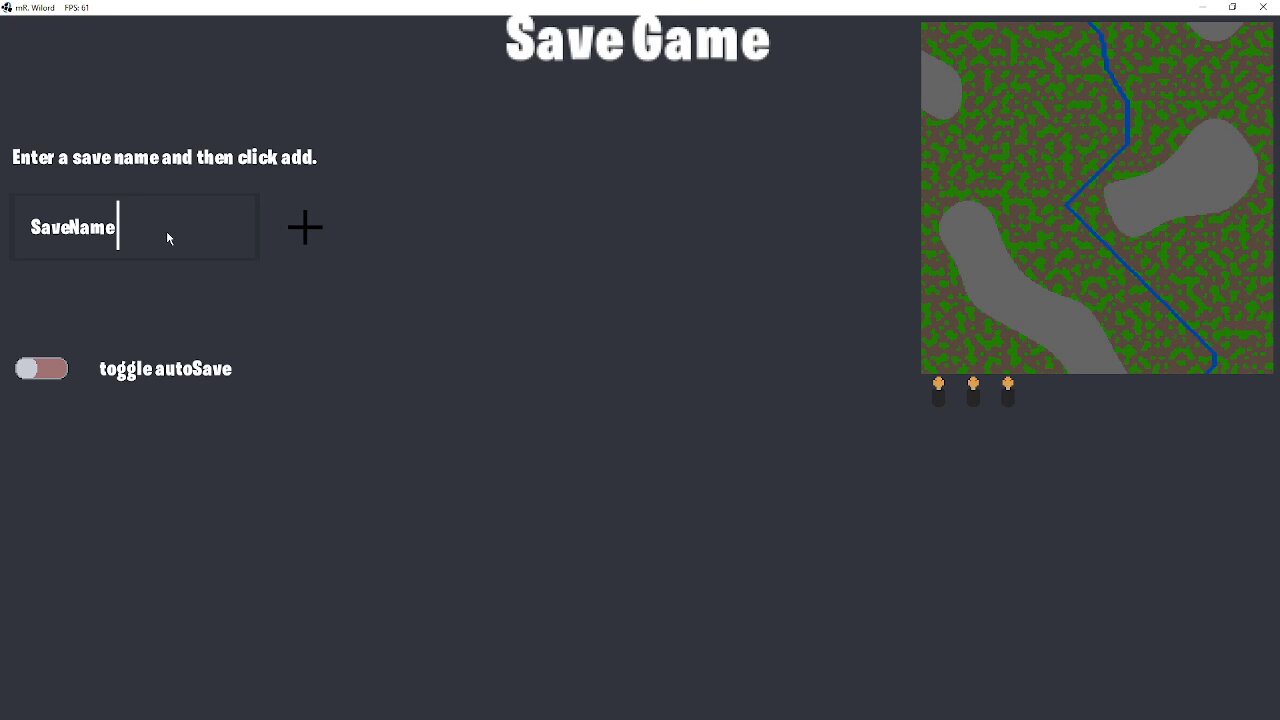 mR. Wilord FPS: 61
Save Game
Enter a save name and then click add.
SaveName
toggle autoSave